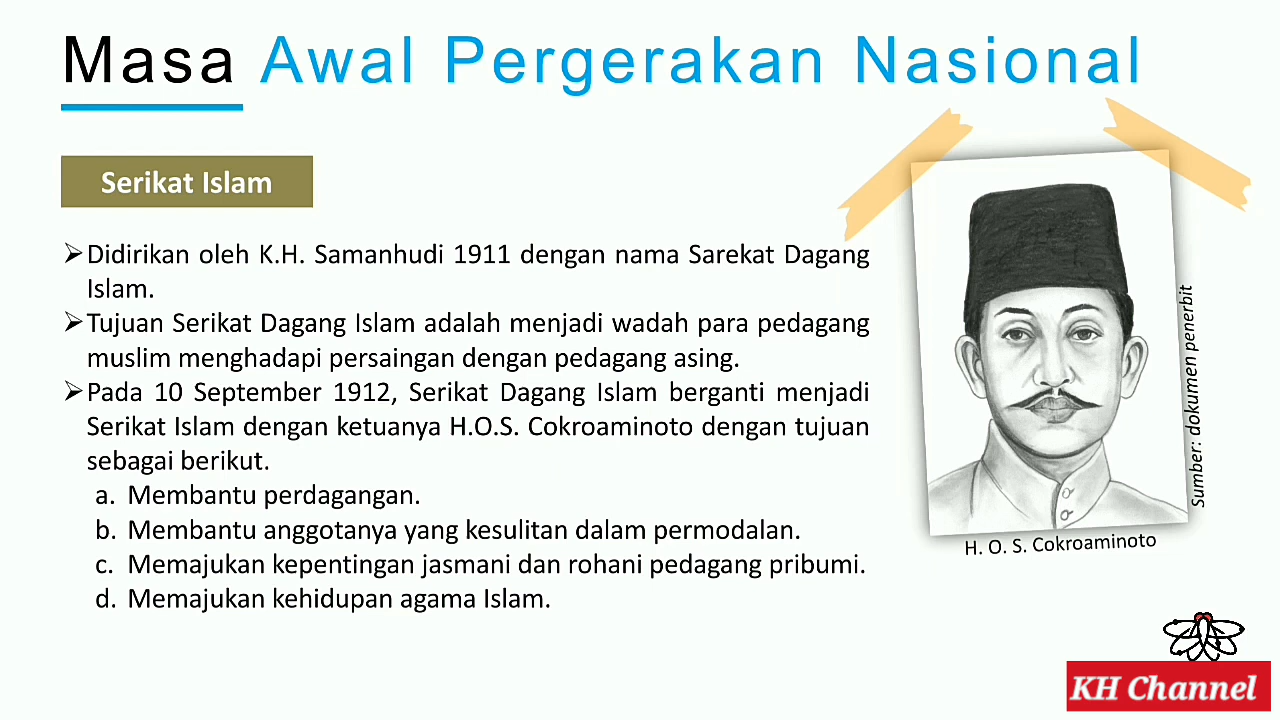 Masa Awal Pergerakan Nasional
Serikat Islam
➢Didirikan oleh K.H. Samanhudi 1911 dengan nama Sarekat Dagang
Islam.
➢Tujuan Serikat Dagang Islam adalah menjadi wadah para pedagang
muslim menghadapi persaingan dengan pedagang asing.
➢Pada 10 September 1912, Serikat Dagang Islam berganti menjadi
Serikat Islam dengan ketuanya H.O.S. Cokroaminoto dengan tujuan
sebagai berikut.
a. Membantu perdagangan.
b. Membantu anggotanya yang kesulitan dalam permodalan.
c. Memajukan kepentingan jasmani dan rohani pedagang pribumi.
d. Memajukan kehidupan agama Islam.
Sumber: dokumen penerbit
H. O. S. Cokroaminoto
KH Channel